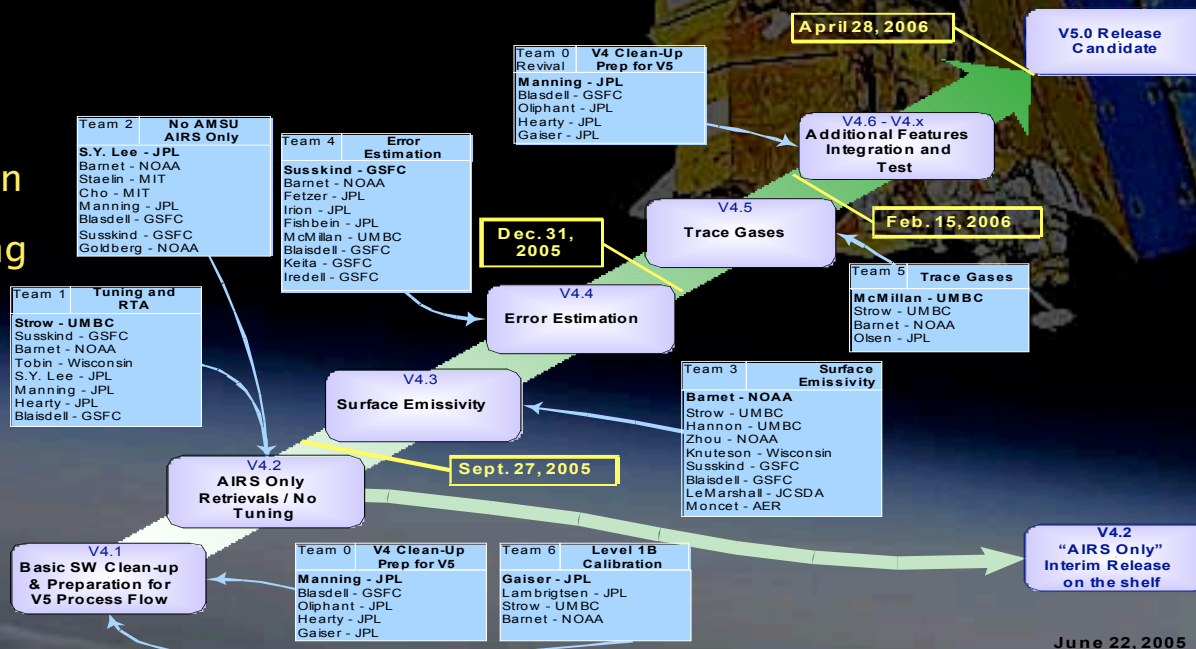 April 28, 2006
V5.0 Release
Candidate
Team 0
Revival
V4 Clean-Up
Prep for V5
Manning - JPL
Blasdell - GSFC
Oliphant - JPL
Hearty - JPL
Gaiser - JPL
V4.6 - V4.x
Additional Features
Integration and
Test
Team 2
No AMSU
AIRS Only
S.Y. Lee - JPL
Barnet - NOAA
Staelin - MIT
Cho - MIT
Manning - JPL
Blasdell - GSFC
Susskind - GSFC
Goldberg - NOAA
Team 4
Error
Estimation
Susskind - GSFC
Barnet - NOAA
Fetzer - JPL
Irion - JPL
Fishbein - JPL
McMillan - UMBC
Blaisdell - GSFC
Keita - GSFC
Iredell - GSFC
n
g
Dec. 31,
2005
V4.5
Trace Gases
Feb. 15, 2006
Team 5
Trace Gases
McMillan - UMBC
Strow - UMBC
Barnet - NOAA
Olsen - JPL
Team 1
Tuning and
RTA
Strow - UMBC
Susskind - GSFC
Barnet - NOAA
Tobin - Wisconsin
S.Y. Lee - JPL
Manning - JPL
Hearty - JPL
Blaisdell - GSFC
V4.4
Error Estimation
V4.3
Surface Emissivity
Team 3
Surface
Emissivity
Barnet - NOAA
Strow - UMBC
Hannon - UMBC
Zhou - NOAA
Knuteson - Wisconsin
Susskind - GSFC
Blaisdell - GSFC
LeMarshall - JCSDA
Moncet - AER
Sept. 27, 2005
V4.2
AIRS Only
Retrievals / No
Tuning
V4.1
Basic SW Clean-up
& Preparation for
V5 Process Flow
Team 0
V4 Clean-Up
Prep for V5
Manning - JPL
Blasdell - GSFC
Oliphant - JPL
Hearty - JPL
Gaiser - JPL
Team 6
Level 1B
Calibration
Gaiser - JPL
Lambrigtsen - JPL
Strow - UMBC
Barnet - NOAA
V4.2
“AIRS Only”
Interim Release
on the shelf
June 22, 2005